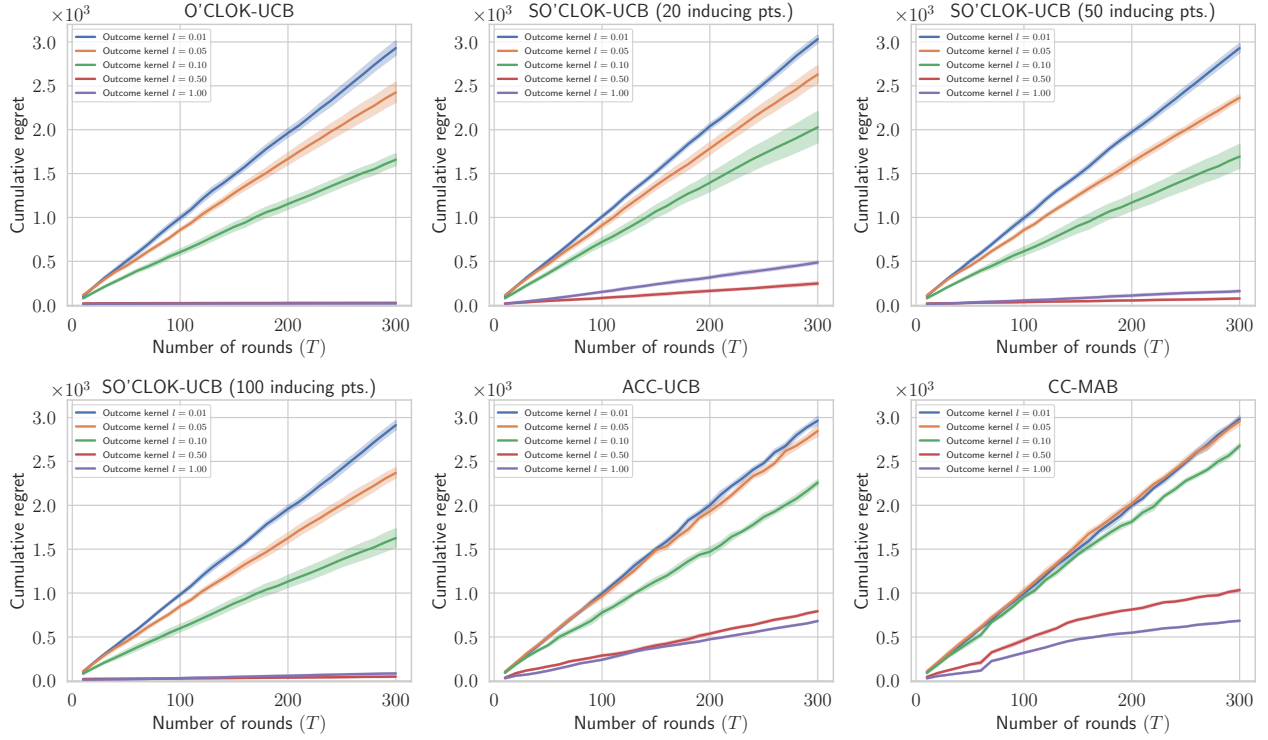 O'CLOK-UCB
×10³
3.0
2.5
2.0
1.5
1.0
0.5
0.0
Cumulative regret
Outcome kernel l = 0.01
Outcome kernel l = 0.05
Outcome kernel l = 0.10
Outcome kernel l = 0.50
Outcome kernel l = 1.00
0 100 200 300
Number of rounds (T)
SO'CLOK-UCB (20 inducing pts.)
×10³
3.0
2.5
2.0
1.5
1.0
0.5
0.0
Cumulative regret
Outcome kernel l = 0.01
Outcome kernel l = 0.05
Outcome kernel l = 0.10
Outcome kernel l = 0.50
Outcome kernel l = 1.00
0 100 200 300
Number of rounds (T)
SO'CLOK-UCB (50 inducing pts.)
×10³
3.0
2.5
2.0
1.5
1.0
0.5
0.0
Cumulative regret
Outcome kernel l = 0.01
Outcome kernel l = 0.05
Outcome kernel l = 0.10
Outcome kernel l = 0.50
Outcome kernel l = 1.00
0 100 200 300
Number of rounds (T)
SO'CLOK-UCB (100 inducing pts.)
×10³
3.0
2.5
2.0
1.5
1.0
0.5
0.0
Cumulative regret
Outcome kernel l = 0.01
Outcome kernel l = 0.05
Outcome kernel l = 0.10
Outcome kernel l = 0.50
Outcome kernel l = 1.00
0 100 200 300
Number of rounds (T)
ACC-UCB
×10³
3.0
2.5
2.0
1.5
1.0
0.5
0.0
Cumulative regret
Outcome kernel l = 0.01
Outcome kernel l = 0.05
Outcome kernel l = 0.10
Outcome kernel l = 0.50
Outcome kernel l = 1.00
0 100 200 300
Number of rounds (T)
CC-MAB
×10³
3.0
2.5
2.0
1.5
1.0
0.5
0.0
Cumulative regret
Outcome kernel l = 0.01
Outcome kernel l = 0.05
Outcome kernel l = 0.10
Outcome kernel l = 0.50
Outcome kernel l = 1.00
0 100 200 300
Number of rounds (T)